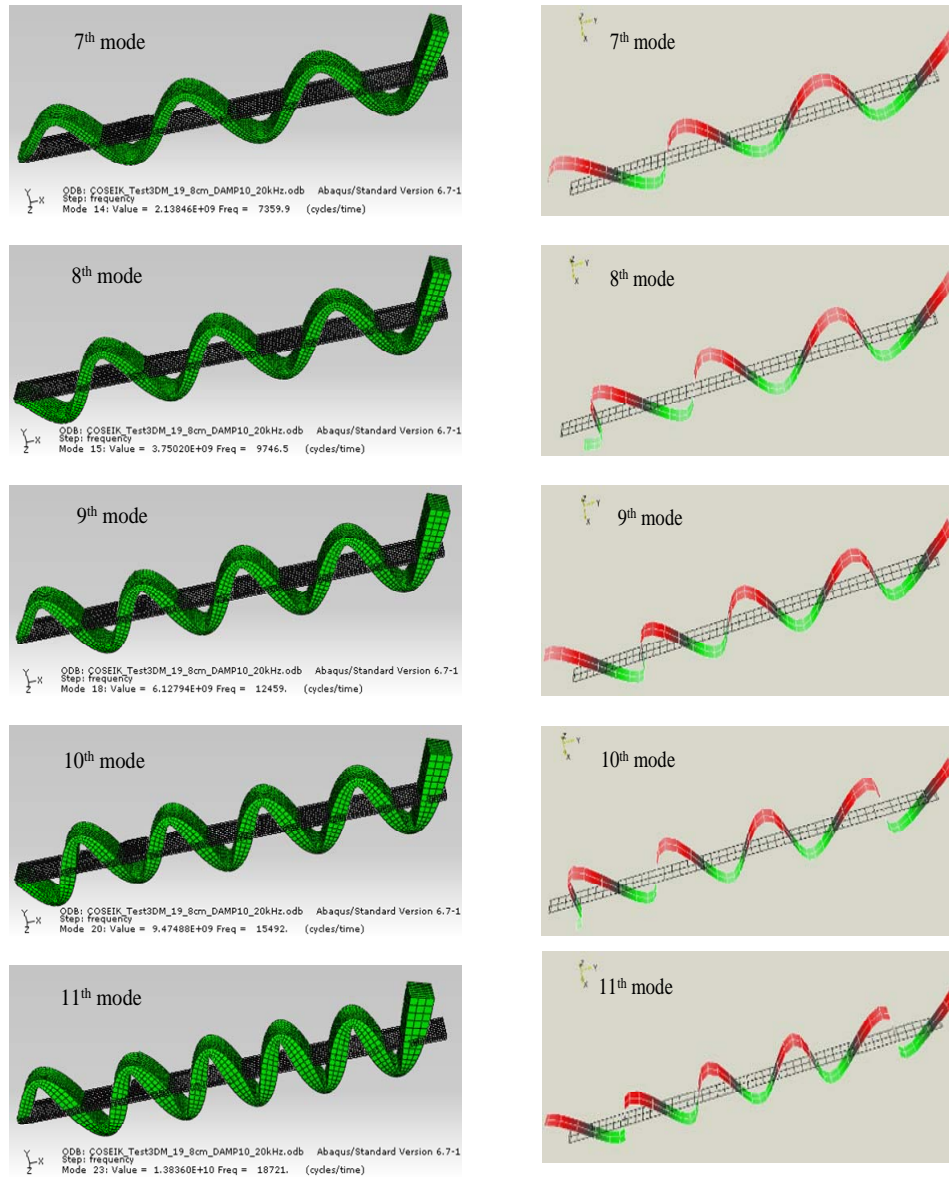 7th mode
7th mode
Y
X
Z
ODB: COSEIK_Test3DM_19_8cm_DAMP10_20kHz.odb Abaqus/Standard Version 6.7-1
Step: frequency
Mode 14: Value = 2.13846E+09 Freq = 7359.9 (cycles/time)
8th mode
8th mode
Y
X
Z
ODB: COSEIK_Test3DM_19_8cm_DAMP10_20kHz.odb Abaqus/Standard Version 6.7-1
Step: frequency
Mode 15: Value = 3.75020E+09 Freq = 9746.5 (cycles/time)
9th mode
9th mode
Y
X
Z
ODB: COSEIK_Test3DM_19_8cm_DAMP10_20kHz.odb Abaqus/Standard Version 6.7-1
Step: frequency
Mode 18: Value = 6.12794E+09 Freq = 12459. (cycles/time)
10th mode
10th mode
Y
X
Z
ODB: COSEIK_Test3DM_19_8cm_DAMP10_20kHz.odb Abaqus/Standard Version 6.7-1
Step: frequency
Mode 20: Value = 9.47488E+09 Freq = 15492. (cycles/time)
11th mode
11th mode
Y
X
Z
ODB: COSEIK_Test3DM_19_8cm_DAMP10_20kHz.odb Abaqus/Standard Version 6.7-1
Step: frequency
Mode 23: Value = 1.38360E+10 Freq = 18721. (cycles/time)